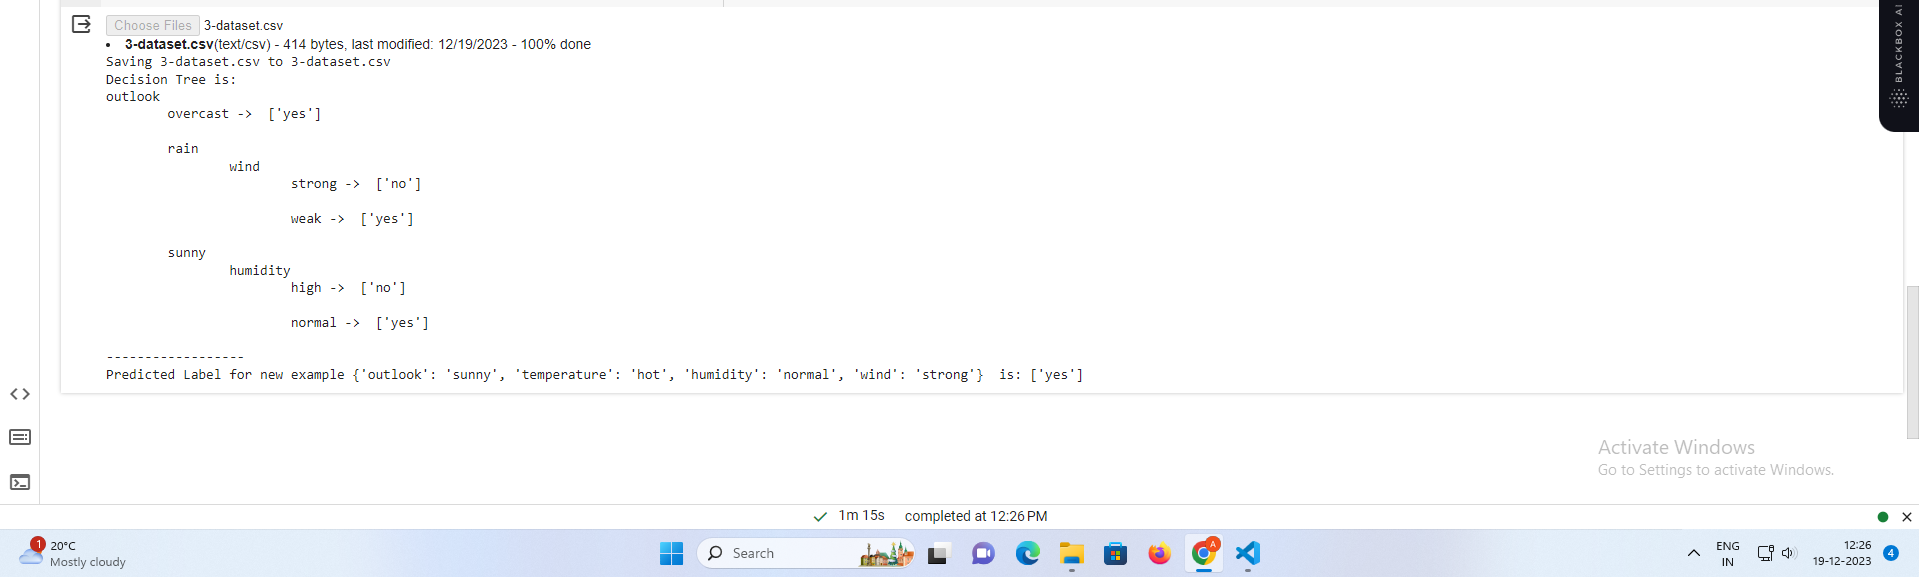 Choose Files 3-dataset.csv
• 3-dataset.csv(text/csv) - 414 bytes, last modified: 12/19/2023 - 100% done
Saving 3-dataset.csv to 3-dataset.csv
Decision Tree is:
outlook
overcast -> ['yes']
rain
wind
strong -> ['no']
weak -> ['yes']
sunny
humidity
high -> ['no']
normal -> ['yes']
------------------
Predicted Label for new example {'outlook': 'sunny', 'temperature': 'hot', 'humidity': 'normal', 'wind': 'strong'} is: ['yes']
BLACKBOX AI
Activate Windows
Go to Settings to activate Windows.
1m 15s completed at 12:26 PM
1
20°C
Mostly cloudy
Search
A
ENG
IN
12:26
19-12-2023
4